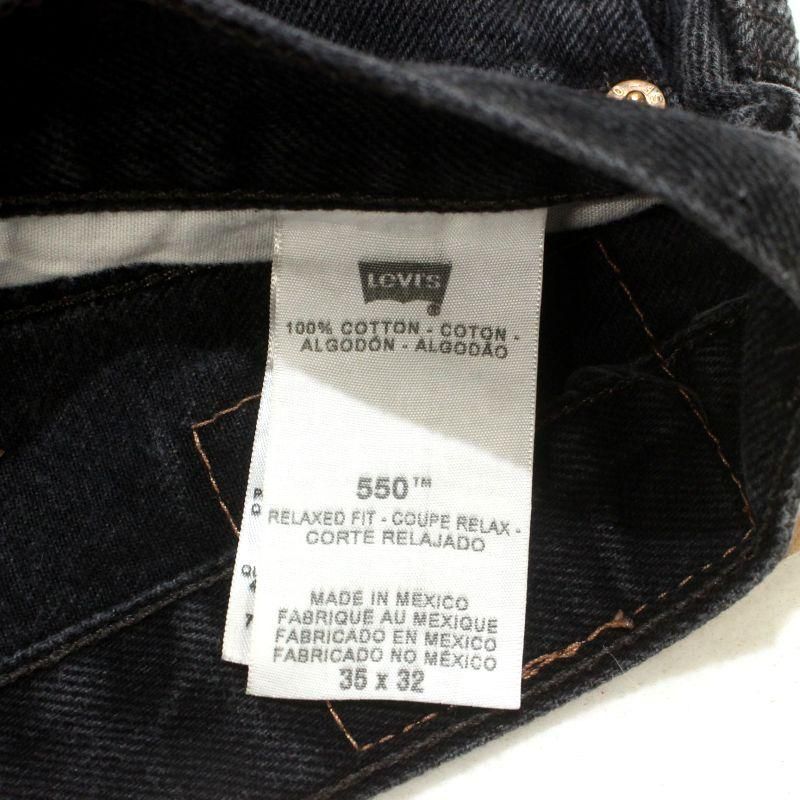 Levi's
®
100% COTTON - COTON -
ALGODÓN - ALGODÃO
550™
RELAXED FIT - COUPE RELAX -
CORTE RELAJADO
MADE IN MEXICO
FABRIQUE AU MEXIQUE
FABRICADO EN MEXICO
FABRICADO NO MEXICO
35 x 32